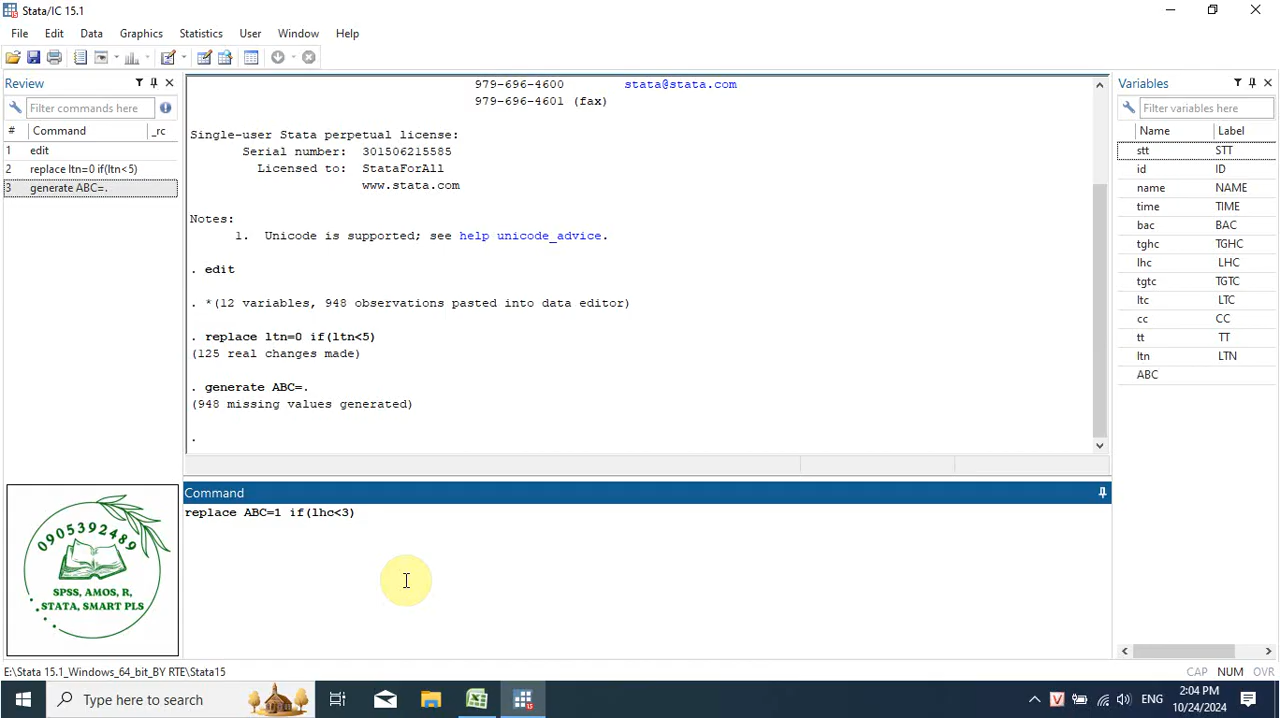 Stata/IC 15.1
File Edit Data Graphics Statistics User Window Help
Review
Filter commands here
# Command _rc
1 edit
2 replace ltn=0 if(ltn<5)
3 generate ABC=.
979-696-4600 stata@stata.com
979-696-4601 (fax)
Single-user Stata perpetual license:
Serial number: 301506215585
Licensed to: StataForAll
www.stata.com
Notes:
1. Unicode is supported; see help unicode_advice.
. edit
. *(12 variables, 948 observations pasted into data editor)
. replace ltn=0 if(ltn<5)
(125 real changes made)
. generate ABC=.
(948 missing values generated)
.
Command
replace ABC=1 if(lhc<3)
Variables
Filter variables here
Name Label
stt STT
id ID
name NAME
time TIME
bac BAC
tghc TGHC
lhc LHC
tgtc TGTC
ltc LTC
cc CC
tt TT
ltn LTN
ABC
0905392489
SPSS, AMOS, R,
STATA, SMART PLS
E:\Stata 15.1_Windows_64_bit_BY RTE\Stata15
CAP NUM OVR
Type here to search
ENG
2:04 PM
10/24/2024